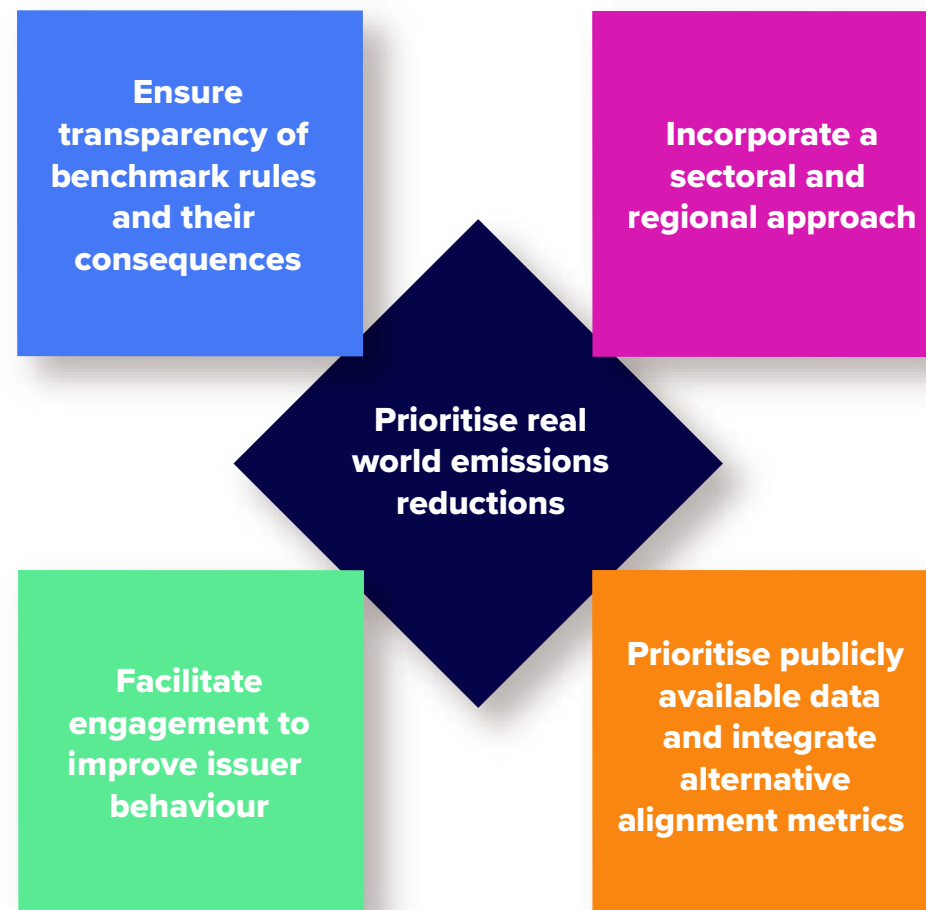 Ensure
transparency of
benchmark rules
and their
consequences
Incorporate a
sectoral and
regional approach
Prioritise real
world emissions
reductions
Facilitate
engagement to
improve issuer
behaviour
Prioritise publicly
available data
and integrate
alternative
alignment metrics